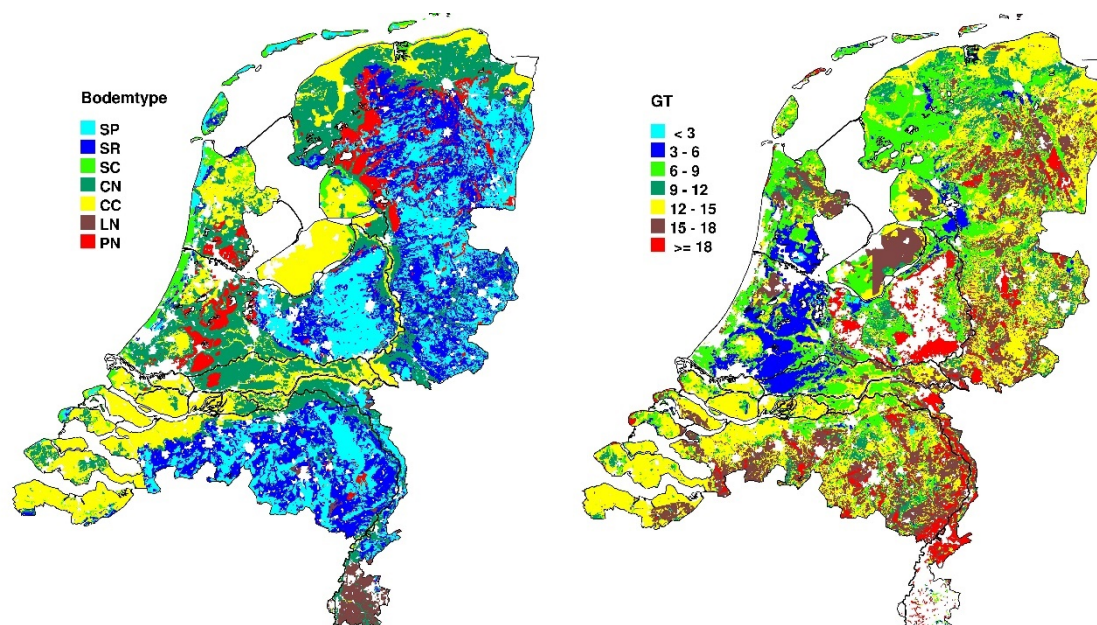 Bodemtype
SP
SR
SC
CN
CC
LN
PN
GT
< 3
3 - 6
6 - 9
9 - 12
12 - 15
15 - 18
>= 18